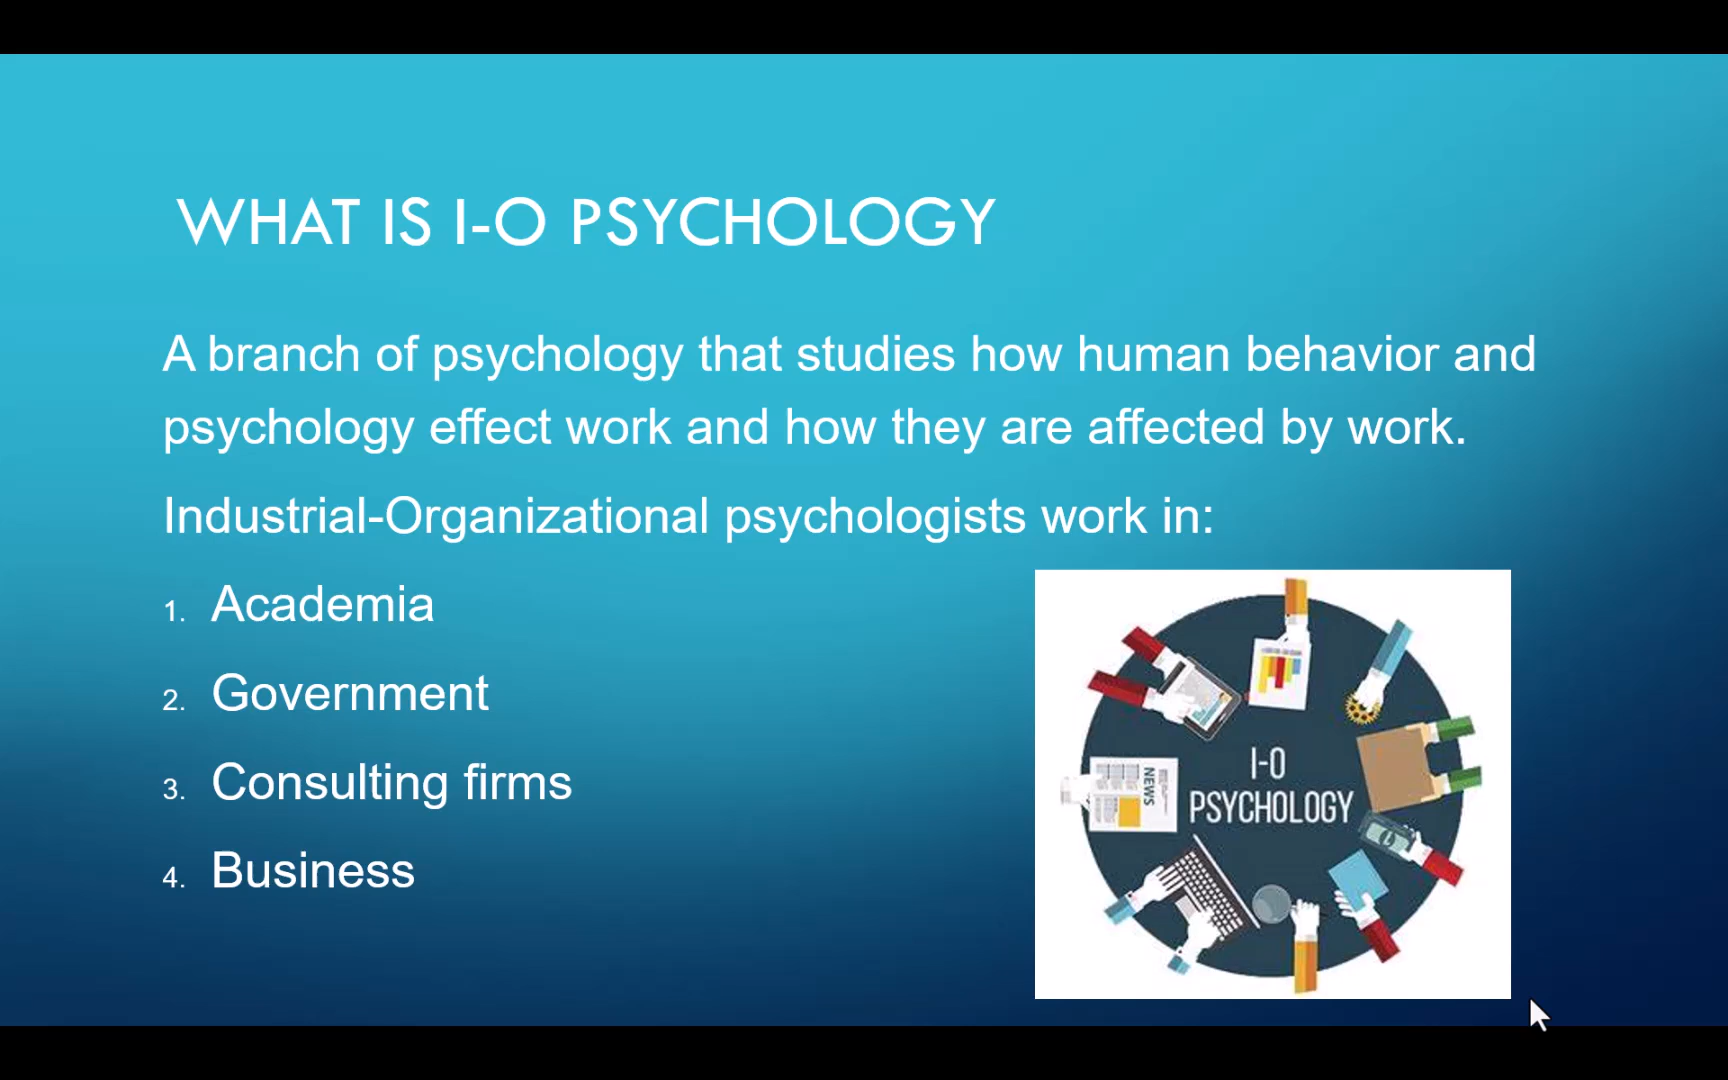 WHAT IS I-O PSYCHOLOGY
A branch of psychology that studies how human behavior and
psychology effect work and how they are affected by work.
Industrial-Organizational psychologists work in:
1. Academia
2. Government
3. Consulting firms
4. Business
I-O
PSYCHOLOGY
NEWS